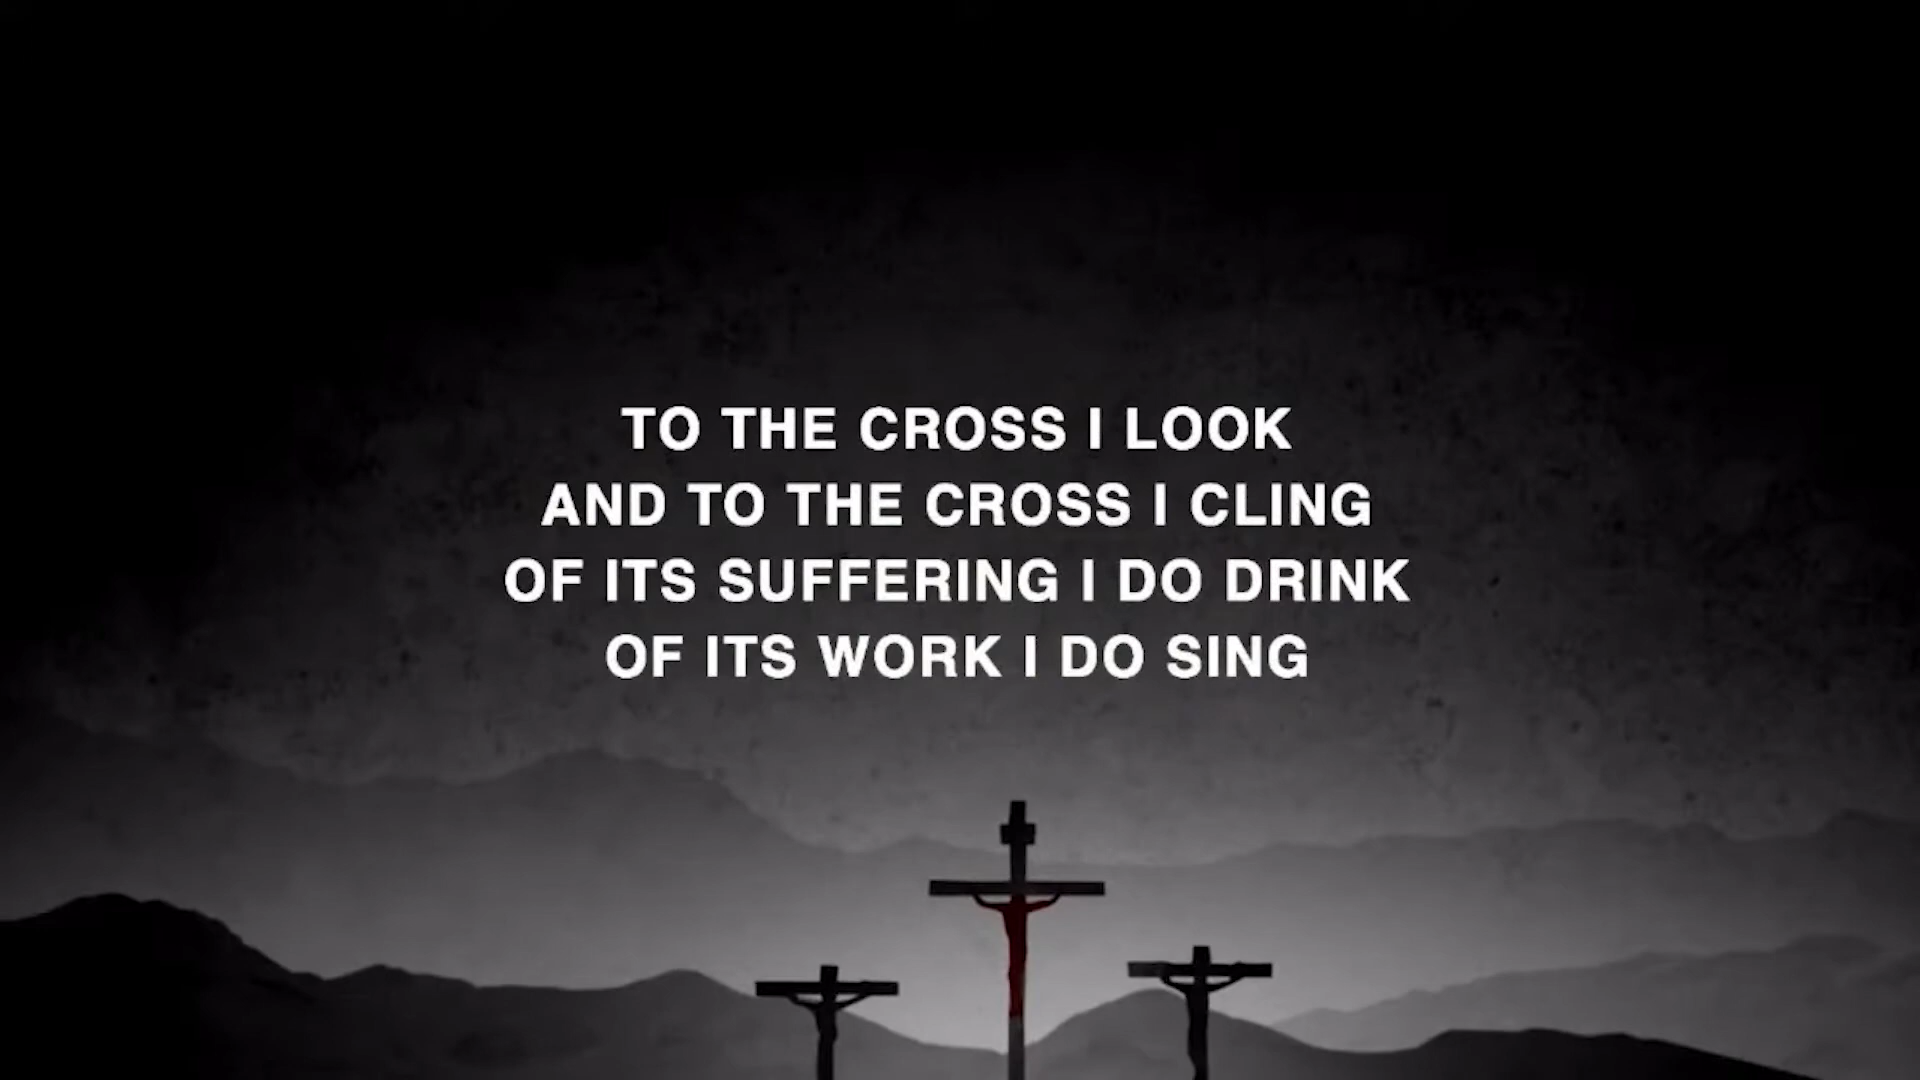 TO THE CROSS I LOOK
AND TO THE CROSS I CLING
OF ITS SUFFERING I DO DRINK
OF ITS WORK I DO SING